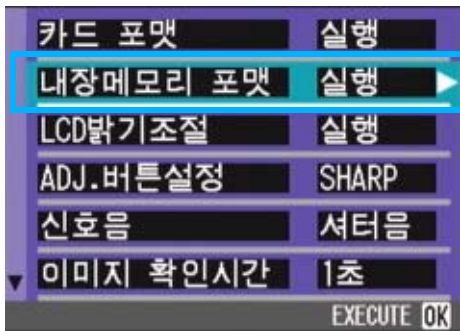 카드 포맷 실행
내장메모리 포맷 실행
LCD밝기조절 실행
ADJ.버튼설정 SHARP
신호음 셔터음
이미지 확인시간 1초
EXECUTE OK